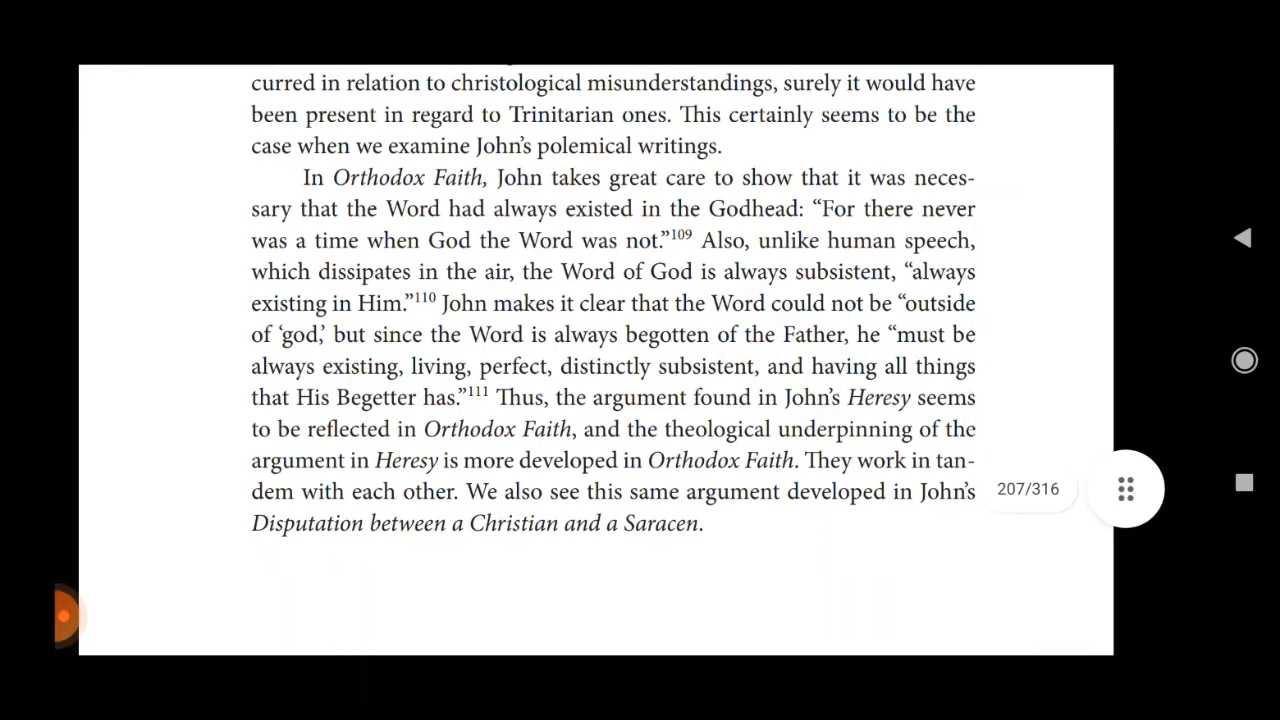 curred in relation to christological misunderstandings, surely it would have
been present in regard to Trinitarian ones. This certainly seems to be the
case when we examine John’s polemical writings.
In Orthodox Faith, John takes great care to show that it was neces-
sary that the Word had always existed in the Godhead: “For there never
was a time when God the Word was not.”109 Also, unlike human speech,
which dissipates in the air, the Word of God is always subsistent, “always
existing in Him.”110 John makes it clear that the Word could not be “outside
of ‘god,’ but since the Word is always begotten of the Father, he “must be
always existing, living, perfect, distinctly subsistent, and having all things
that His Begetter has.”111 Thus, the argument found in John’s Heresy seems
to be reflected in Orthodox Faith, and the theological underpinning of the
argument in Heresy is more developed in Orthodox Faith. They work in tan-
dem with each other. We also see this same argument developed in John’s
Disputation between a Christian and a Saracen.
207/316